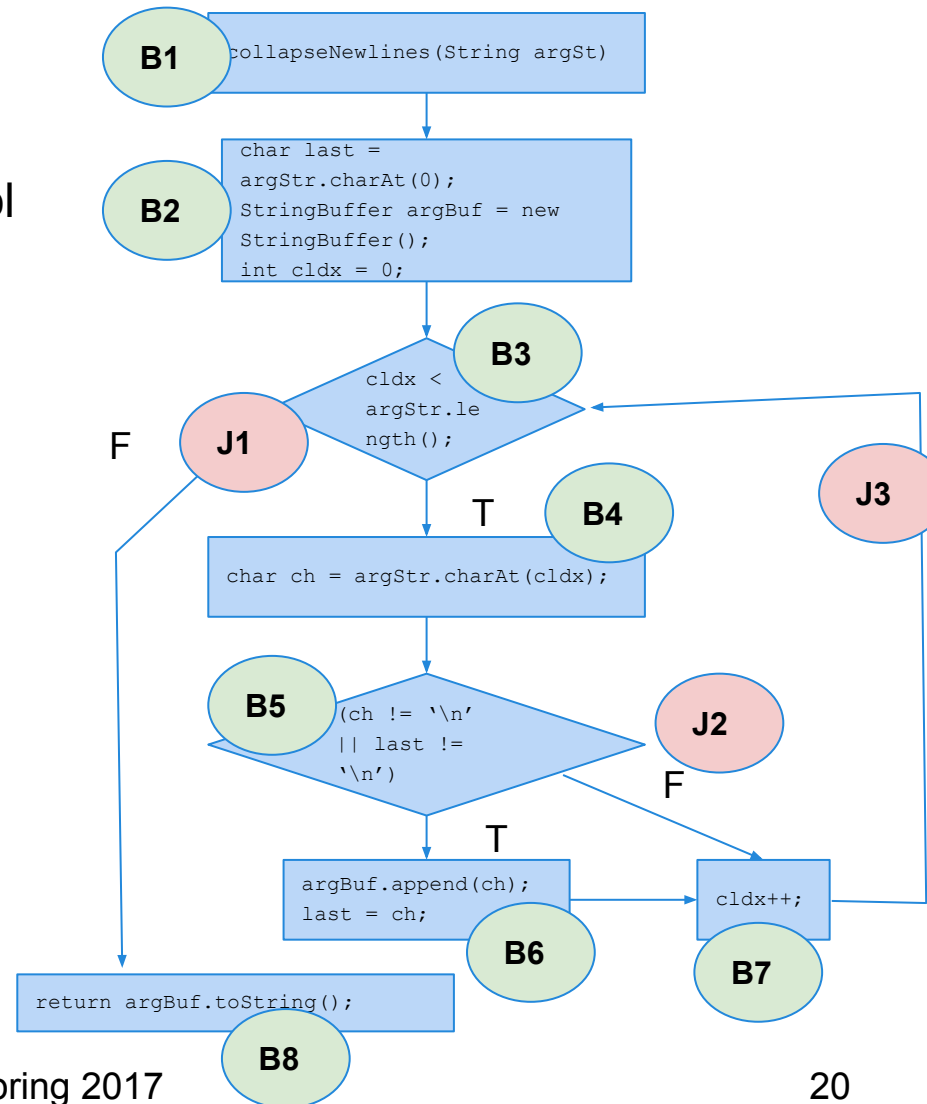 B1
collapseNewlines(String argSt)
B2
char last =
argStr.charAt(0);
StringBuffer argBuf = new
StringBuffer();
int cldx = 0;
B3
cldx <
argStr.le
ngth();
J1
F
T
J3
B4
char ch = argStr.charAt(cldx);
B5
(ch != ‘\n’
|| last !=
‘\n’)
J2
F
T
argBuf.append(ch);
last = ch;
B6
cldx++;
B7
return argBuf.toString();
B8
pring 2017
20